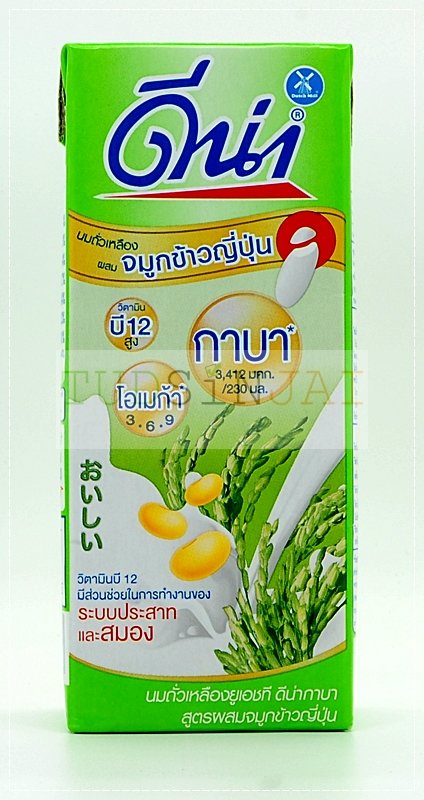 Dutch Mill
ดีน่า®
นมถั่วเหลือง
ผสม จมูกข้าวญี่ปุ่น
วิตามิน
บี12
สูง
กาบา*
3,412 มคก.
/230 มล.
โอเมก้า*
3,6,9
TUDSiNJAI
おいしい
วิตามินบี 12
มีส่วนช่วยในการทำงานของ
ระบบประสาท
และสมอง
นมถั่วเหลืองยูเอชที ดีน่ากาบา
สูตรผสมจมูกข้าวญี่ปุ่น